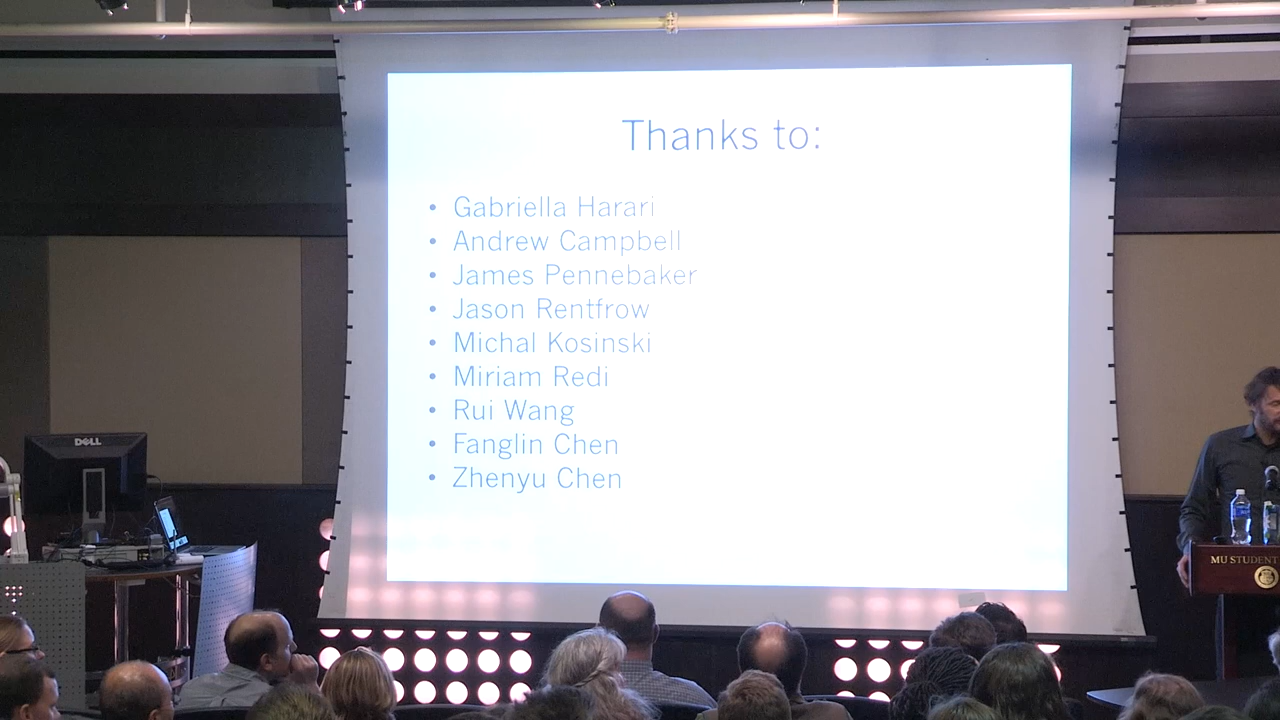 Thanks to:
• Gabriella Harari
• Andrew Campbell
• James Pennebaker
• Jason Rentfrow
• Michal Kosinski
• Miriam Redi
• Rui Wang
• Fanglin Chen
• Zhenyu Chen
DELL
MU STUDENT